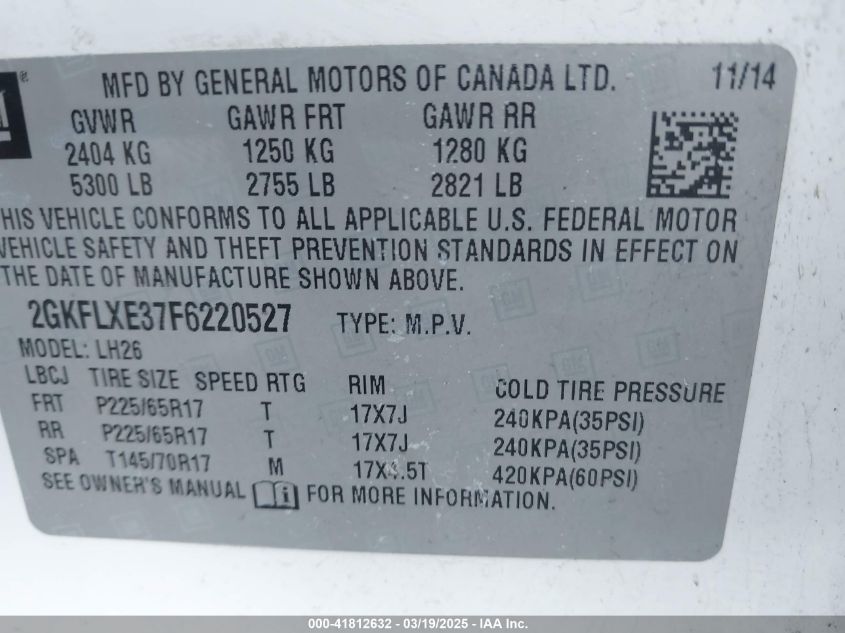 ®
MFD BY GENERAL MOTORS OF CANADA LTD. 11/14
GVWR GAWR FRT GAWR RR
2404 KG 1250 KG 1280 KG
5300 LB 2755 LB 2821 LB
HIS VEHICLE CONFORMS TO ALL APPLICABLE U.S. FEDERAL MOTOR
VEHICLE SAFETY AND THEFT PREVENTION STANDARDS IN EFFECT ON
THE DATE OF MANUFACTURE SHOWN ABOVE.
2GKFLXE37F6220527 TYPE: M.P.V.
MODEL: LH26
LBCJ TIRE SIZE SPEED RTG RIM COLD TIRE PRESSURE
FRT P225/65R17 T 17X7J 240KPA(35PSI)
RR P225/65R17 T 17X7J 240KPA(35PSI)
SPA T145/70R17 M 420KPA(60PSI)
SEE OWNER'S MANUAL FOR MORE INFORMATION.
000-41812632 - 03/19/2025 - IAA Inc.